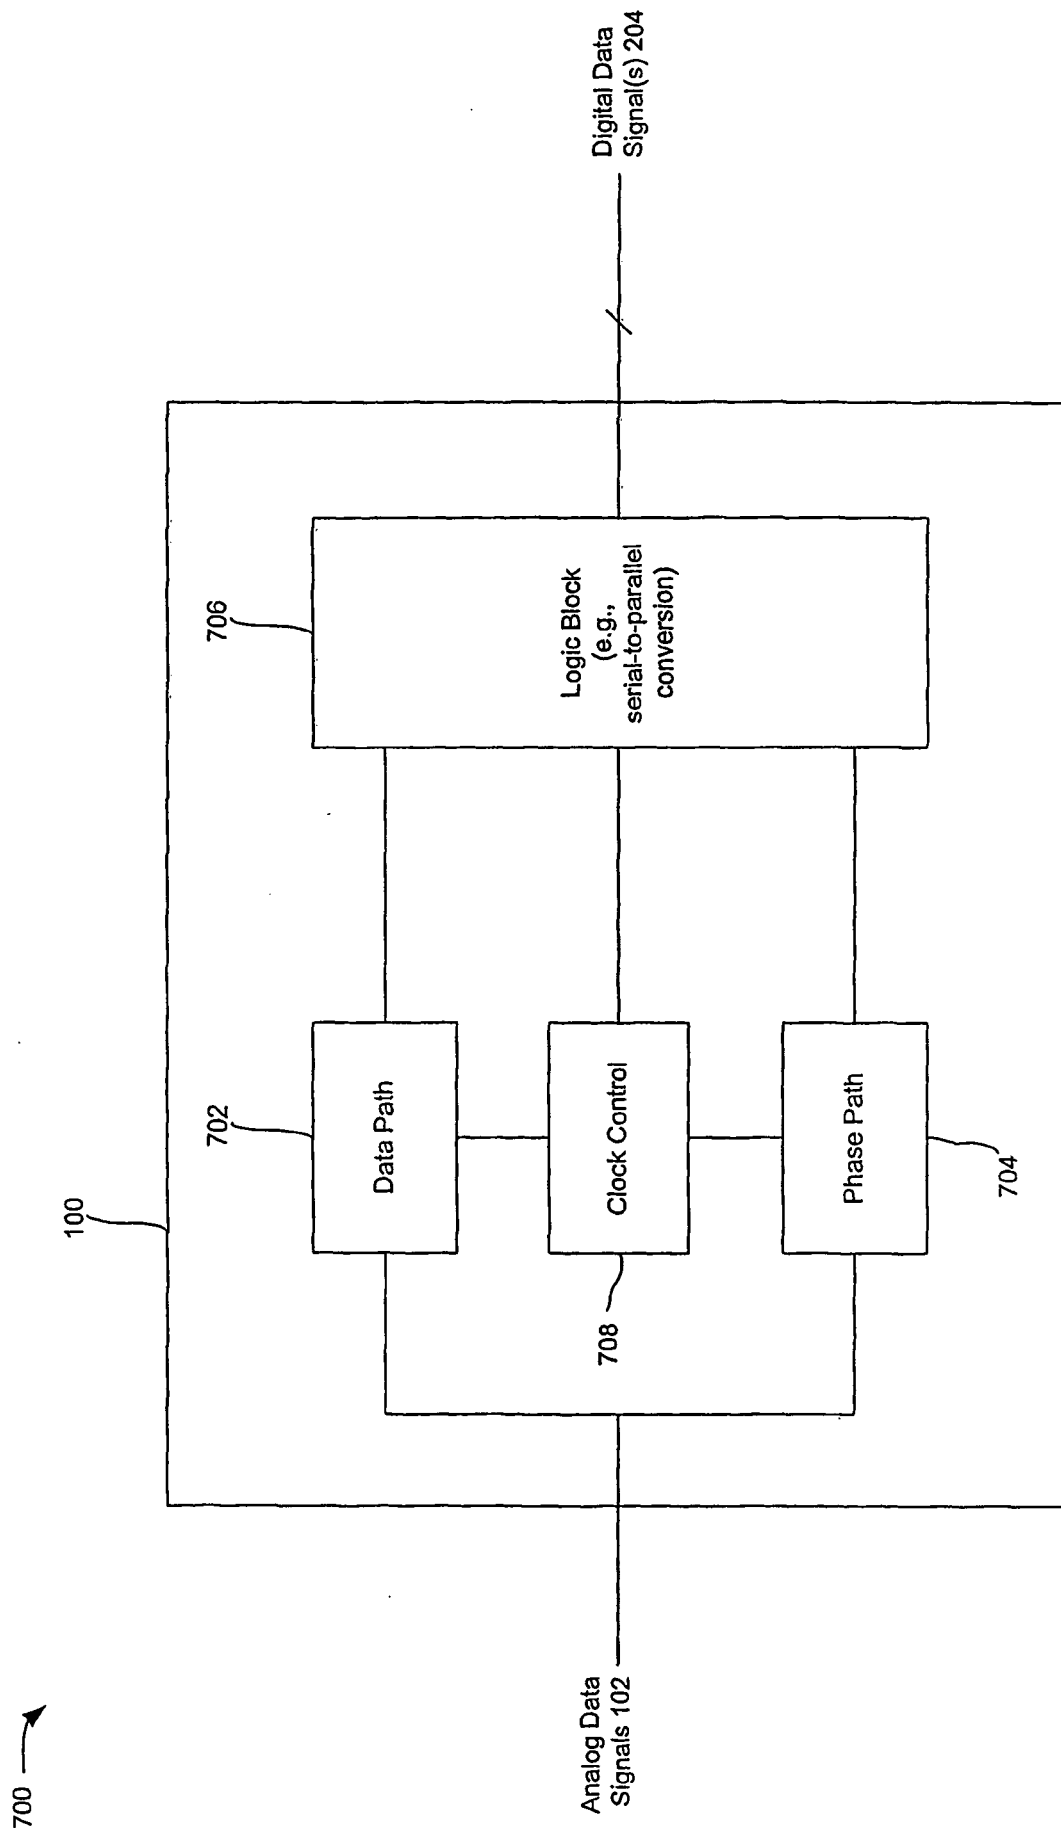 700
100
702
706
Data Path
Logic Block
(e.g.,
serial-to-parallel
conversion)
Analog Data
Signals 102
708
Clock Control
Digital Data
Signal(s) 204
Phase Path
704